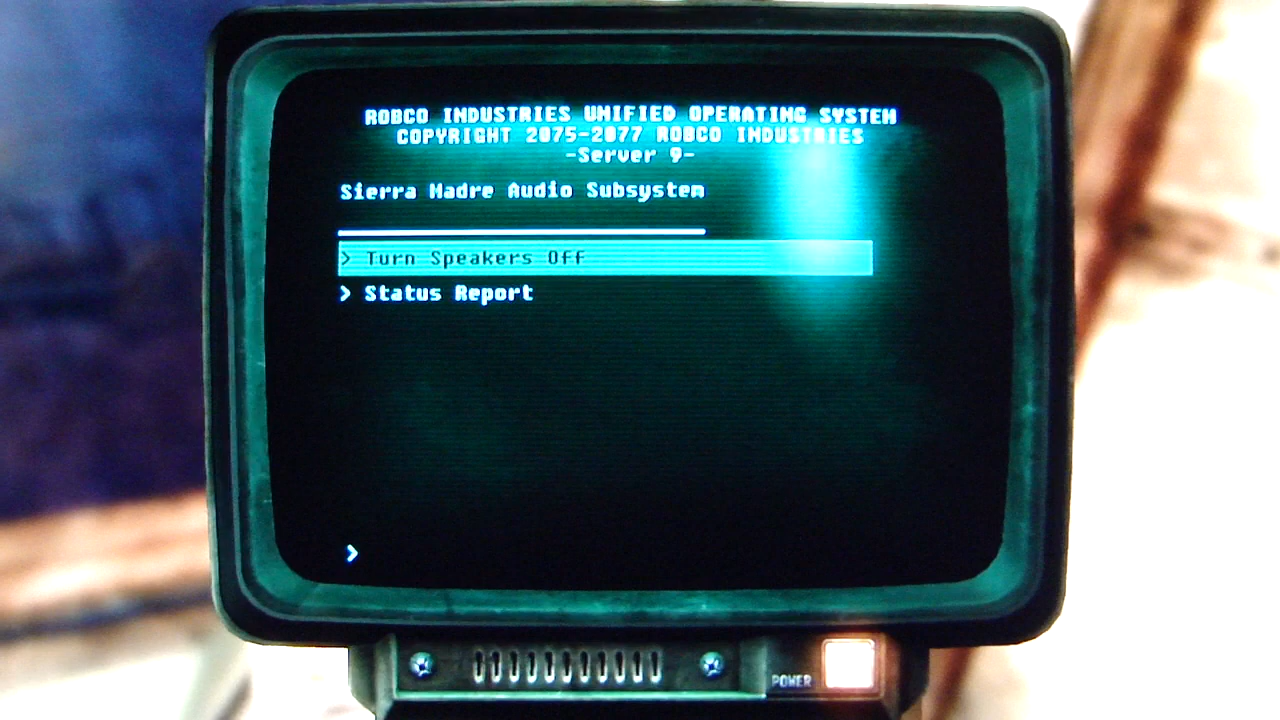 ROBCO INDUSTRIES UNIFIED OPERATING SYSTEM
COPYRIGHT 2075-2077 ROBCO INDUSTRIES
-Server 9-
Sierra Madre Audio Subsystem
> Turn Speakers Off
> Status Report
>
POWER